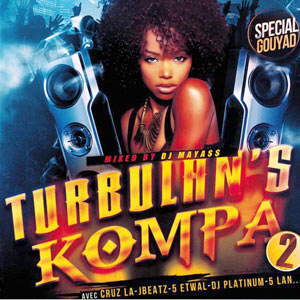 SPECIAL
GOUYAD
MIXED BY DJ MAYASS
TURBULAN'S
KOMPA
2
AVEC CRUZ LA-JBEATZ-5 ETWAL-DJ PLATINUM-5 LAN...